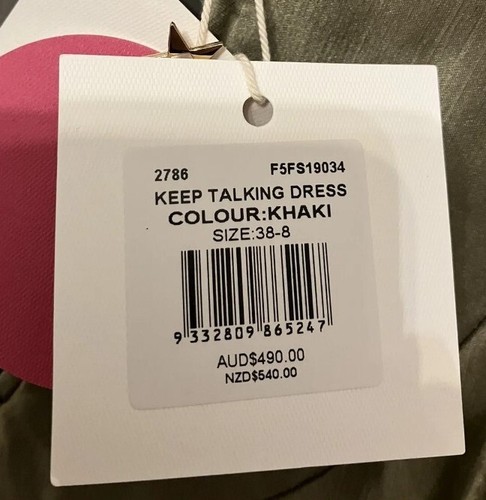 2786 F5FS19034
KEEP TALKING DRESS
COLOUR:KHAKI
SIZE:38-8
9 332809 865247
AUD$490.00
NZD$540.00